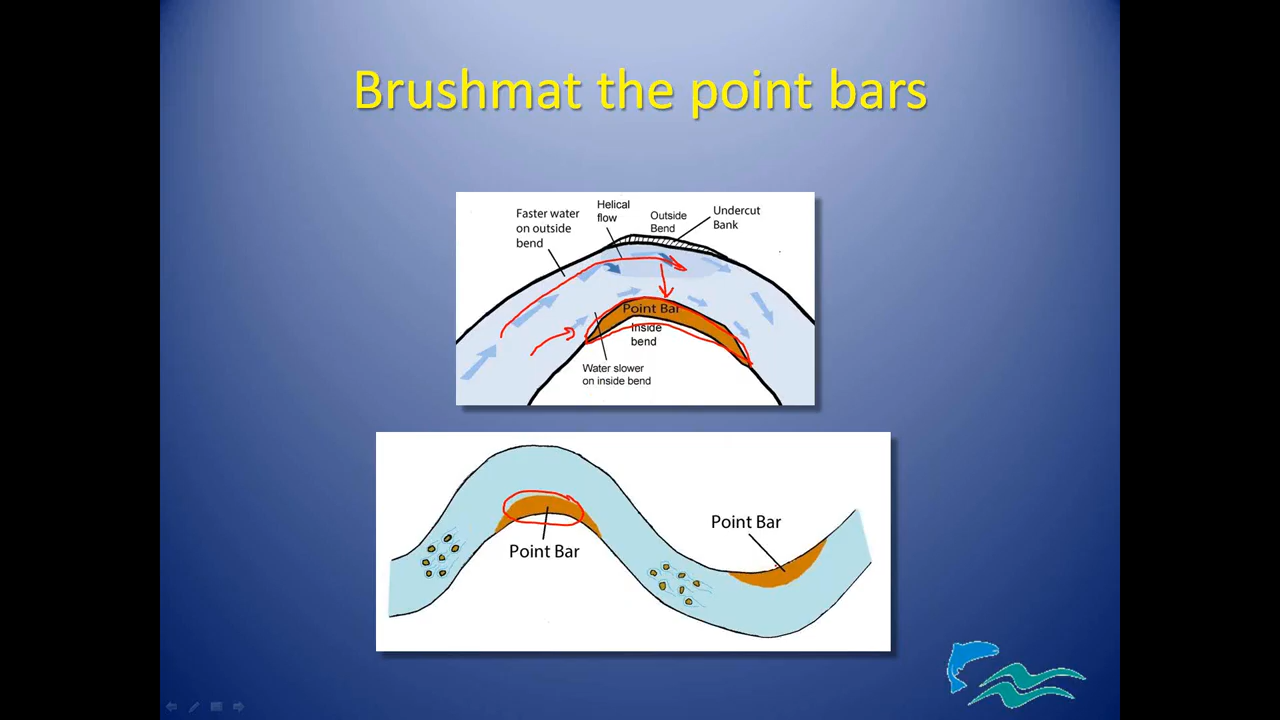 Brushmat the point bars
Faster water
on outside
bend
Helical
flow
Outside
Bend
Undercut
Bank
Point Bar
Inside
bend
Water slower
on inside bend
Point Bar
Point Bar